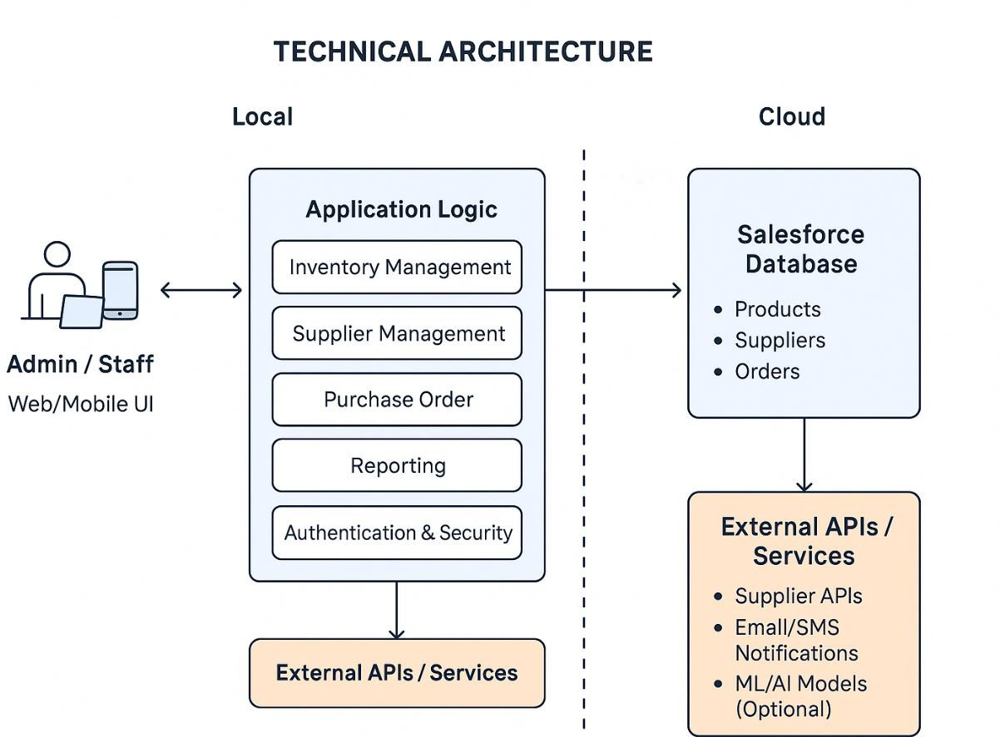 TECHNICAL ARCHITECTURE
Local
Cloud
Admin / Staff
Web/Mobile UI
Application Logic
Inventory Management
Supplier Management
Purchase Order
Reporting
Authentication & Security
External APIs / Services
Salesforce
Database
• Products
• Suppliers
• Orders
External APIs /
Services
• Supplier APIs
• Emall/SMS
Notifications
• ML/AI Models
(Optional)